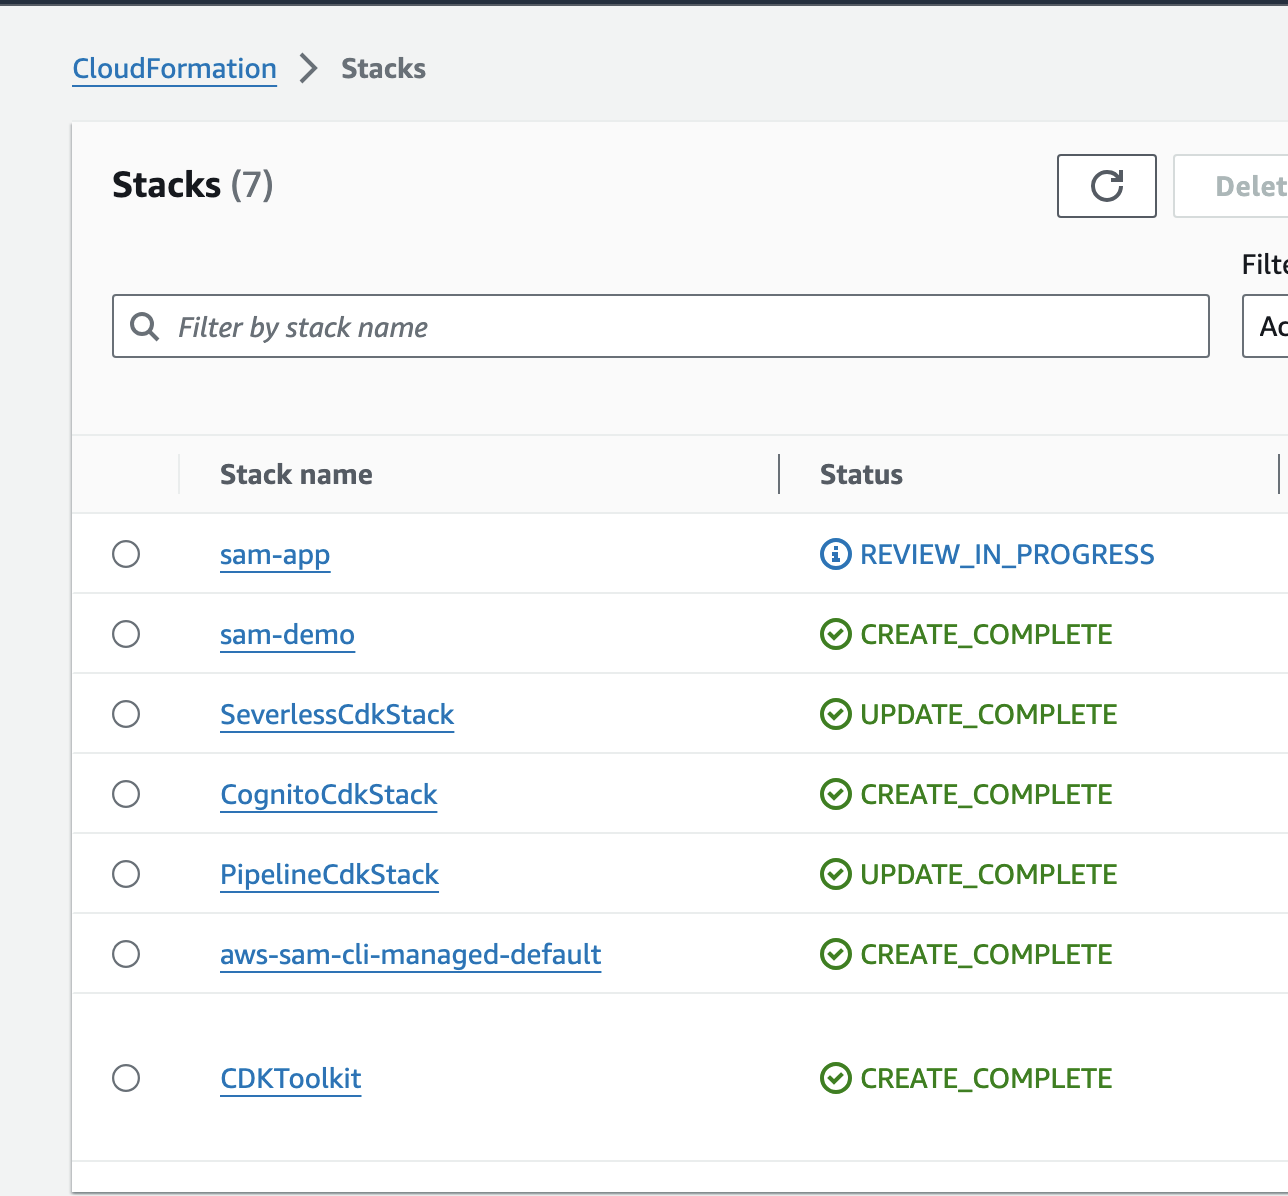 CloudFormation > Stacks
Stacks (7)
Delet
Filte
Filter by stack name
Ac
Stack name Status
sam-app REVIEW_IN_PROGRESS
sam-demo CREATE_COMPLETE
SeverlessCdkStack UPDATE_COMPLETE
CognitoCdkStack CREATE_COMPLETE
PipelineCdkStack UPDATE_COMPLETE
aws-sam-cli-managed-default CREATE_COMPLETE
CDKToolkit CREATE_COMPLETE